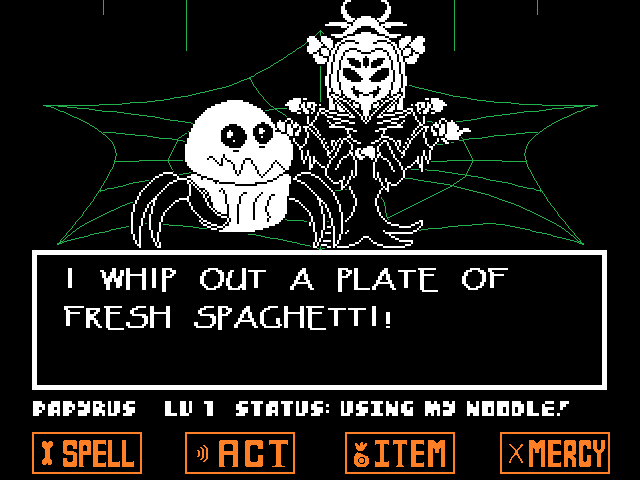 I WHIP OUT A PLATE OF
FRESH SPAGHETTI!
PAPYRUS LV 1 STATUS: USING MY NOODLE!
SPELL ACT ITEM MERCY